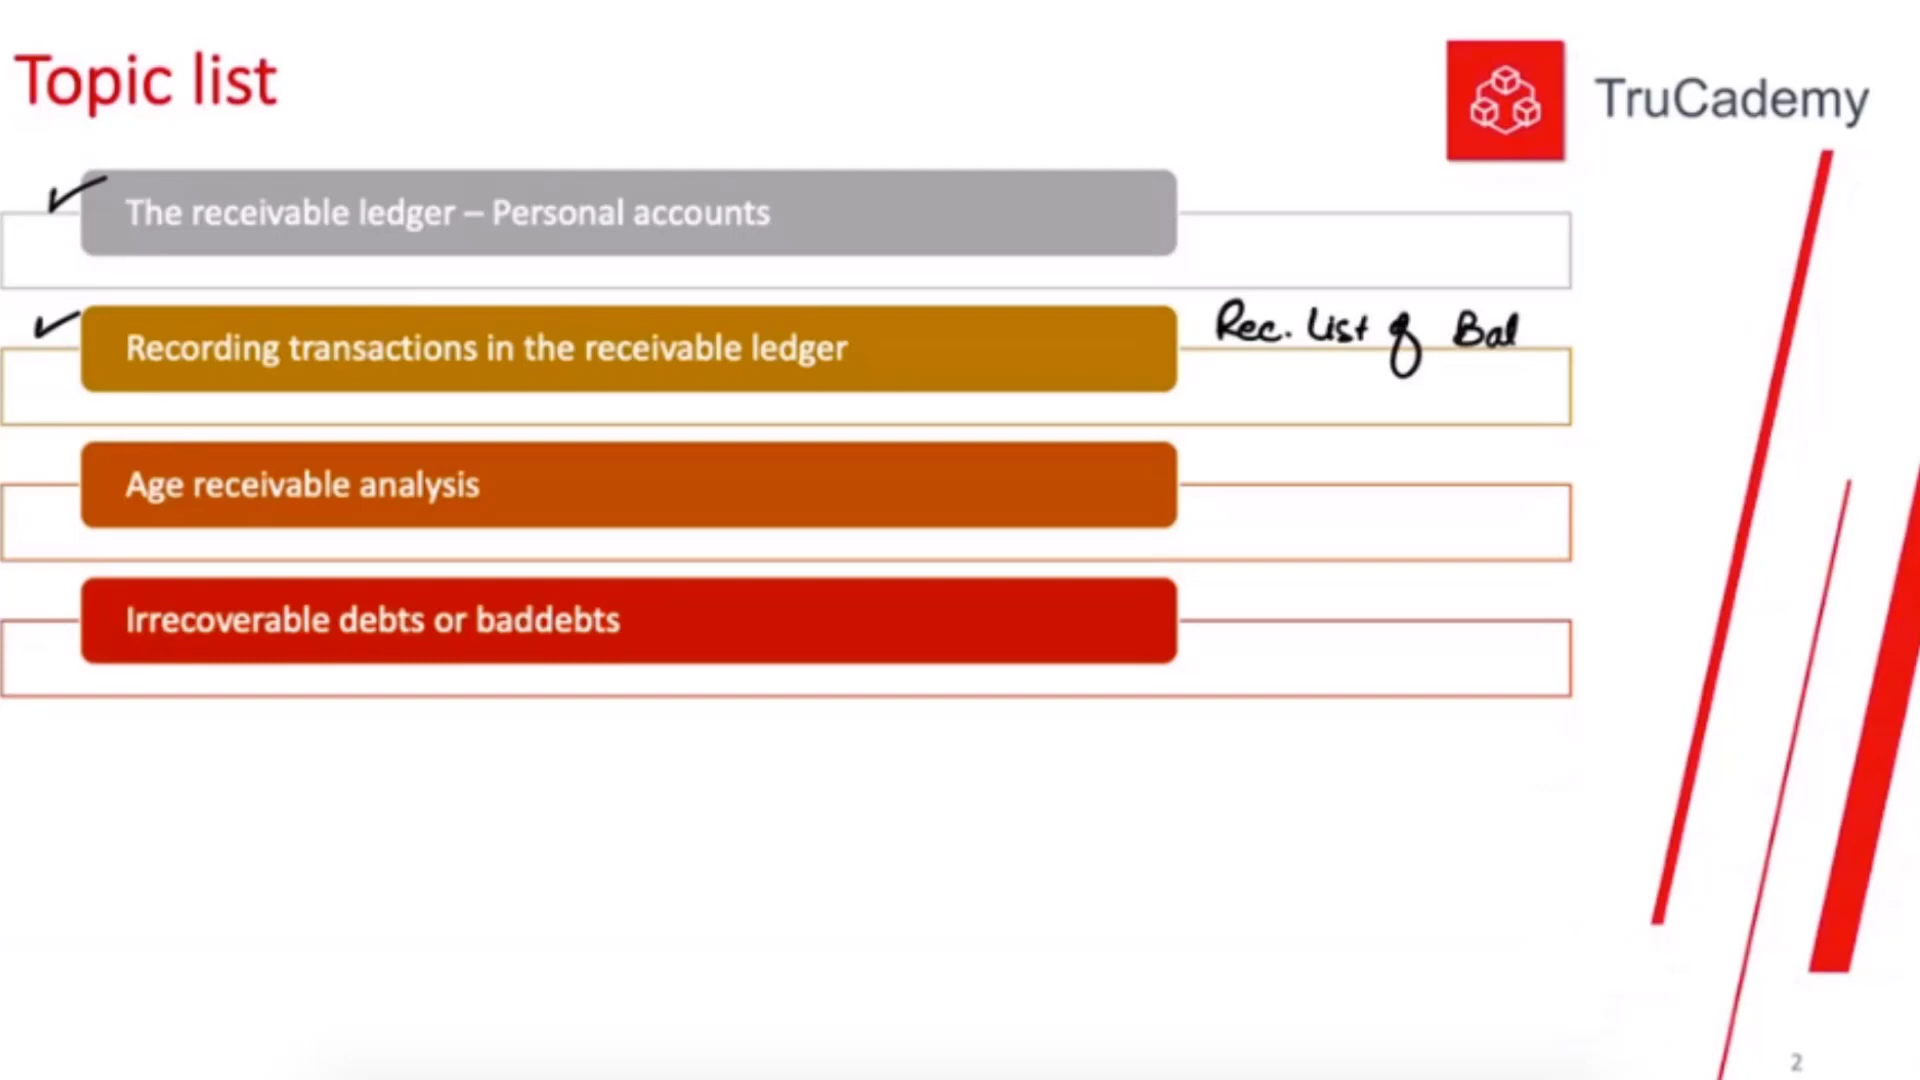 Topic list
TruCademy
The receivable ledger – Personal accounts
Recording transactions in the receivable ledger
Rec. List of Bal
Age receivable analysis
Irrecoverable debts or baddebts
2